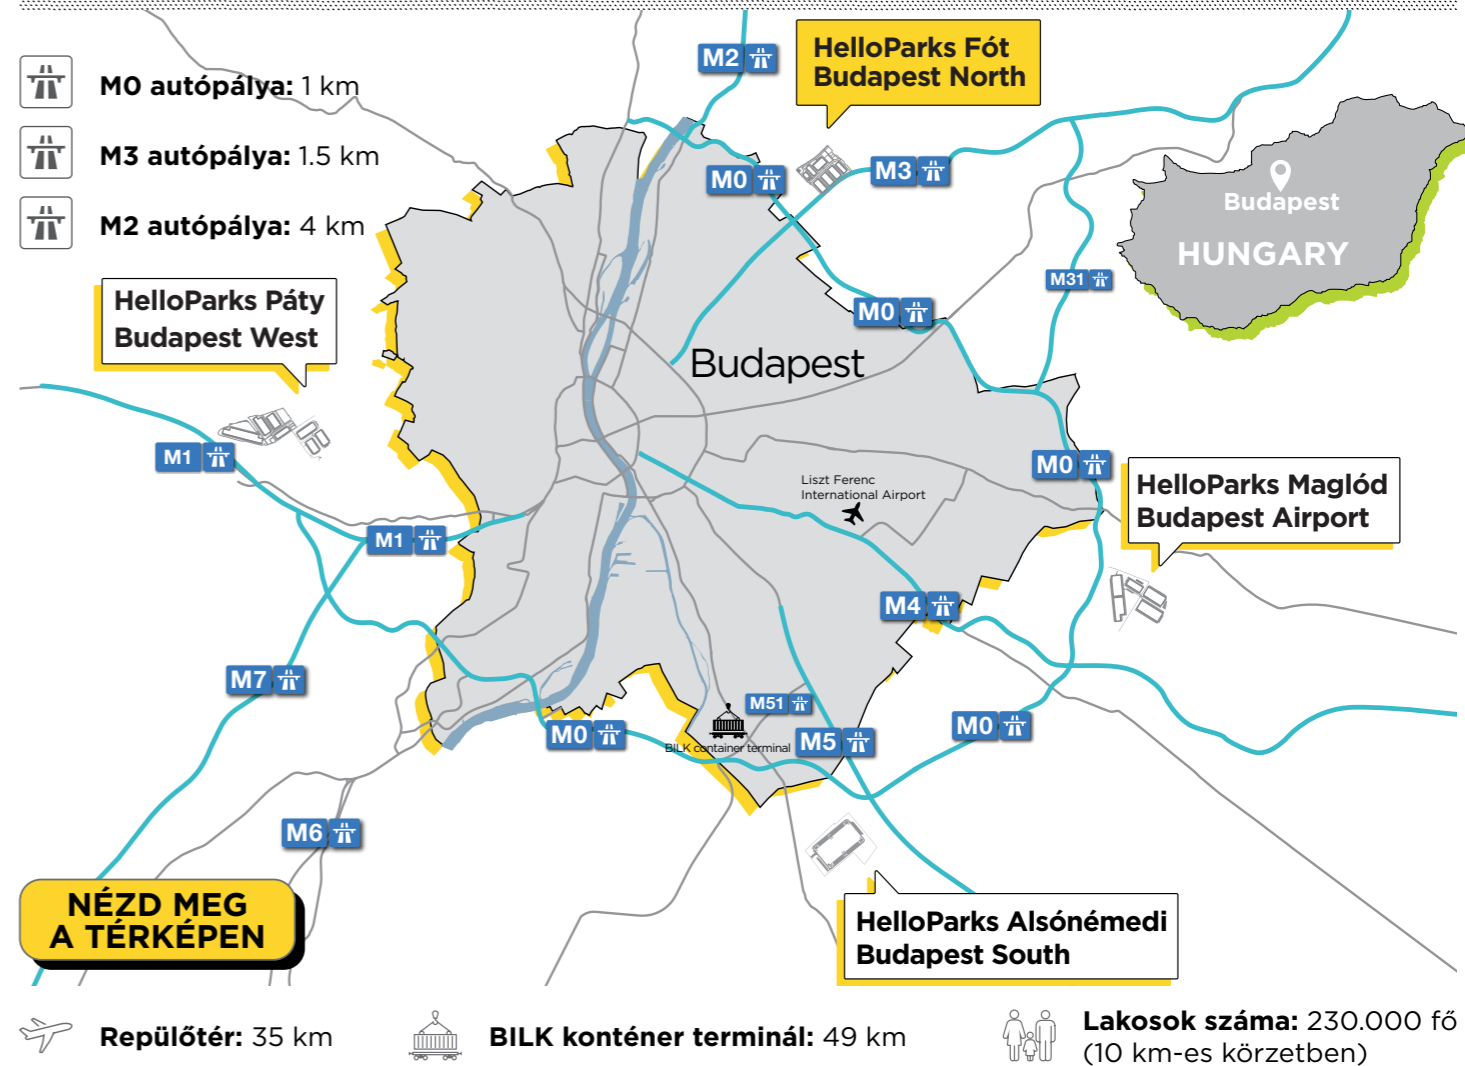 M0 autópálya: 1 km
M3 autópálya: 1.5 km
M2 autópálya: 4 km
M2
HelloParks Fót
Budapest North
M0
M3
Budapest
HUNGARY
M31
HelloParks Páty
Budapest West
M0
Budapest
M1
M0
Liszt Ferenc
International Airport
HelloParks Maglód
Budapest Airport
M1
M4
M7
M51
M0
BILK container terminal
M5
M0
M6
NÉZD MEG
A TÉRKÉPEN
HelloParks Alsónémedi
Budapest South
Repülőtér: 35 km
BILK konténer terminál: 49 km
Lakosok száma: 230.000 fő
(10 km-es körzetben)